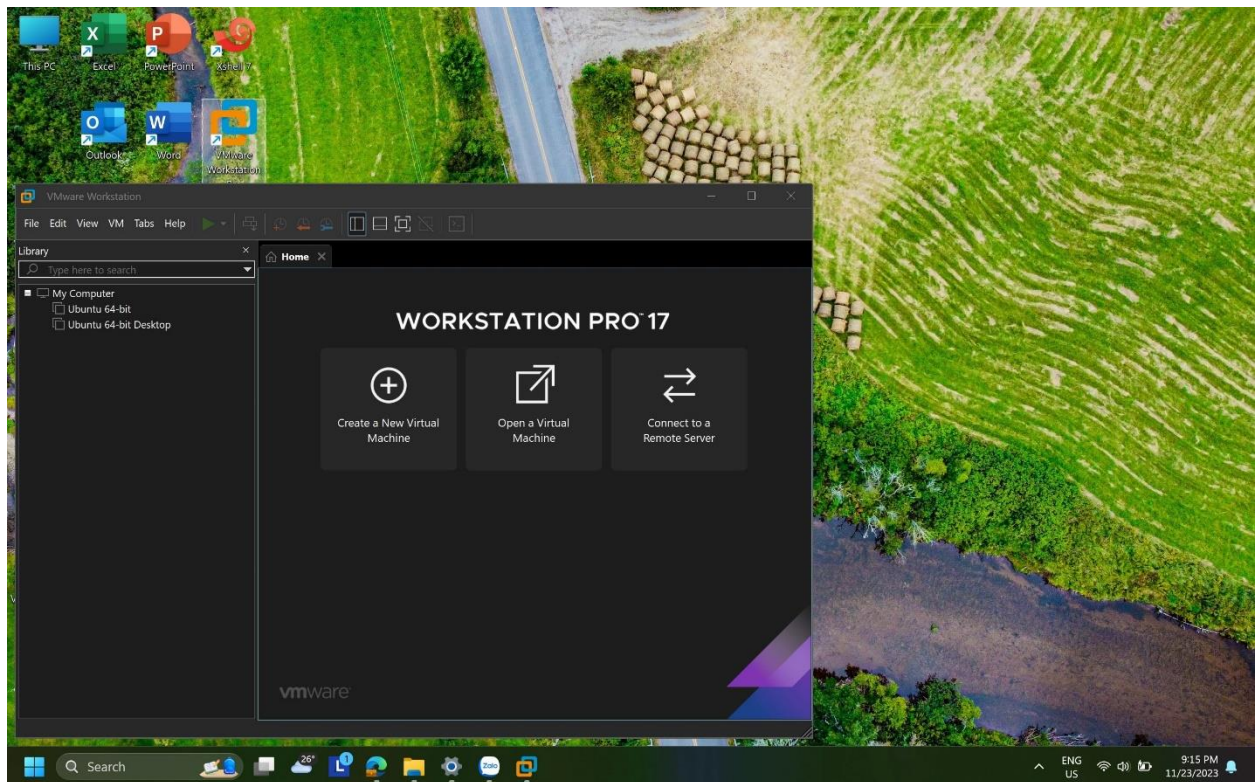 This PC
Excel
PowerPoint
Xshell 7
Outlook
Word
VMware
Workstation
VMware Workstation
File Edit View VM Tabs Help
Library
Type here to search
My Computer
Ubuntu 64-bit
Ubuntu 64-bit Desktop
Home
WORKSTATION PRO™ 17
Create a New Virtual
Machine
Open a Virtual
Machine
Connect to a
Remote Server
vmware
Search
26°
L
1
Zalo
ENG
US
9:15 PM
11/23/2023